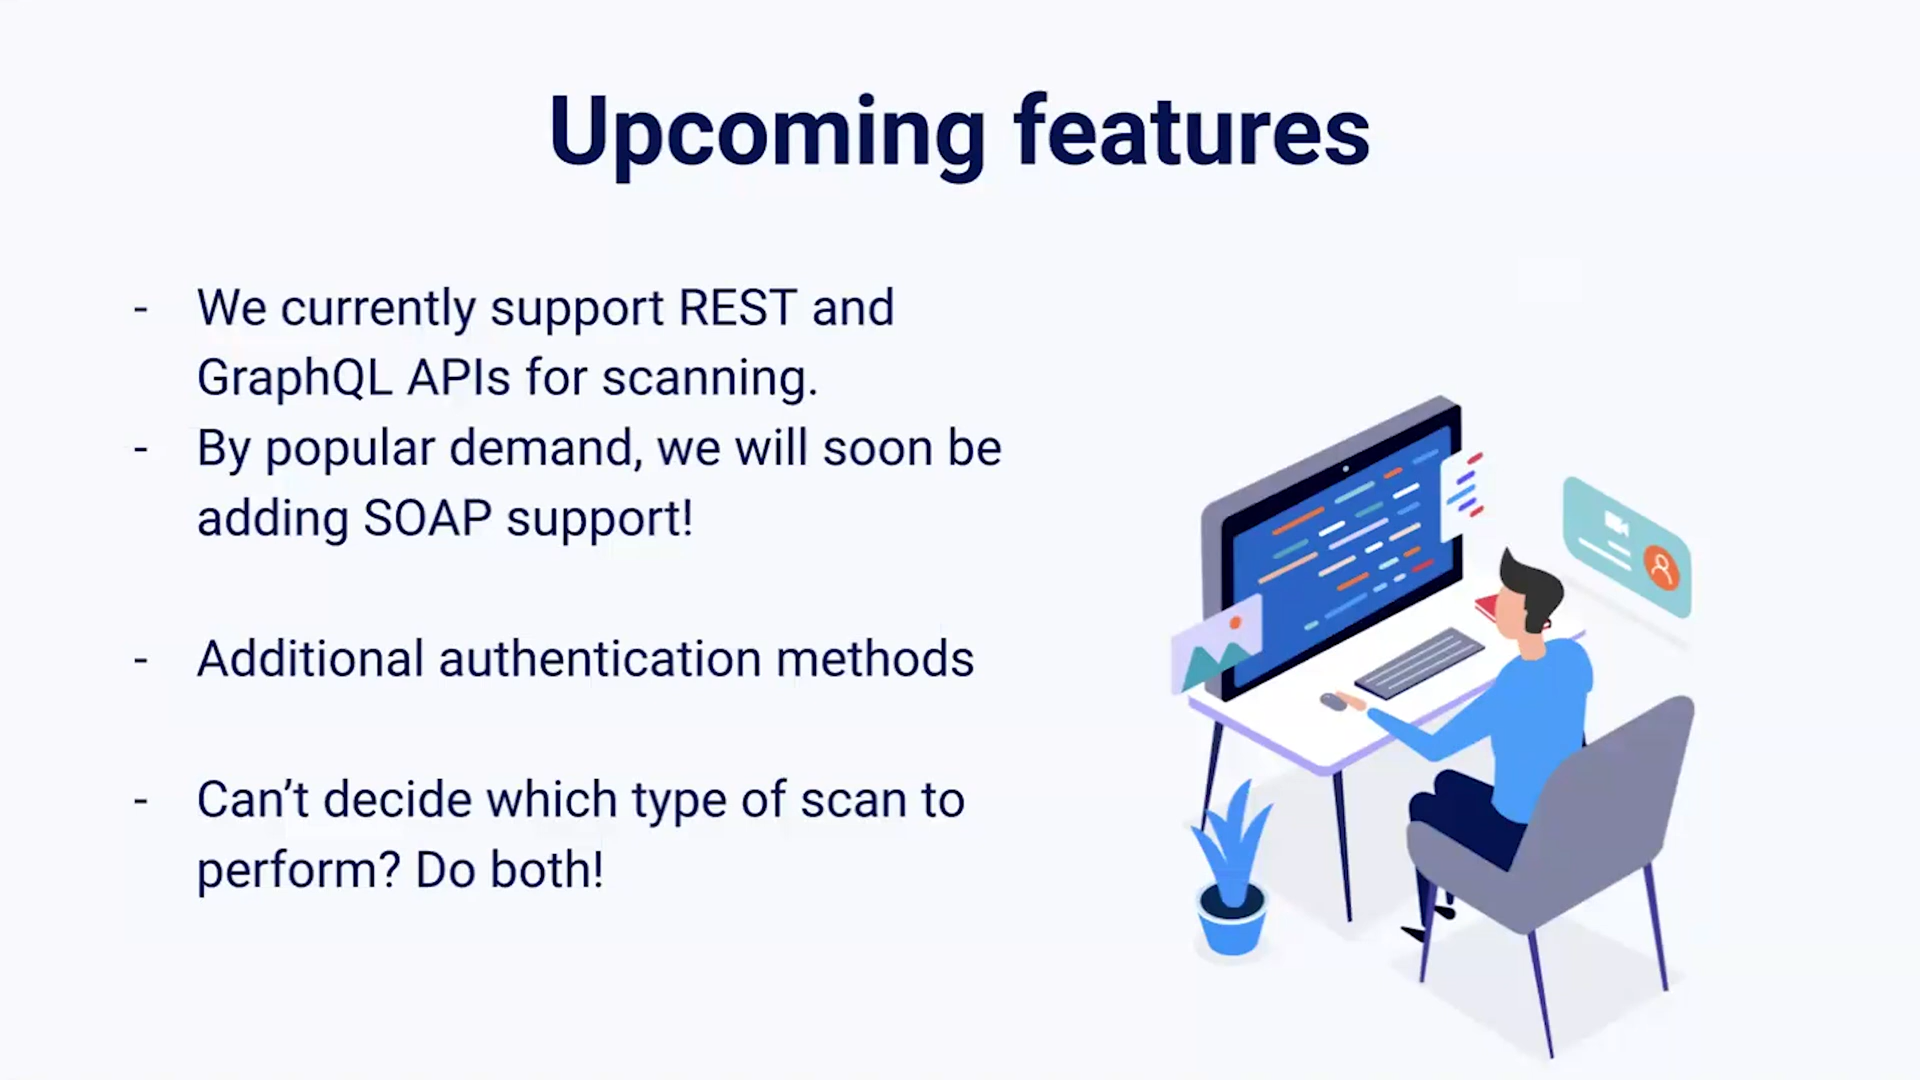 Upcoming features
- We currently support REST and
GraphQL APIs for scanning.
- By popular demand, we will soon be
adding SOAP support!
- Additional authentication methods
- Can’t decide which type of scan to
perform? Do both!